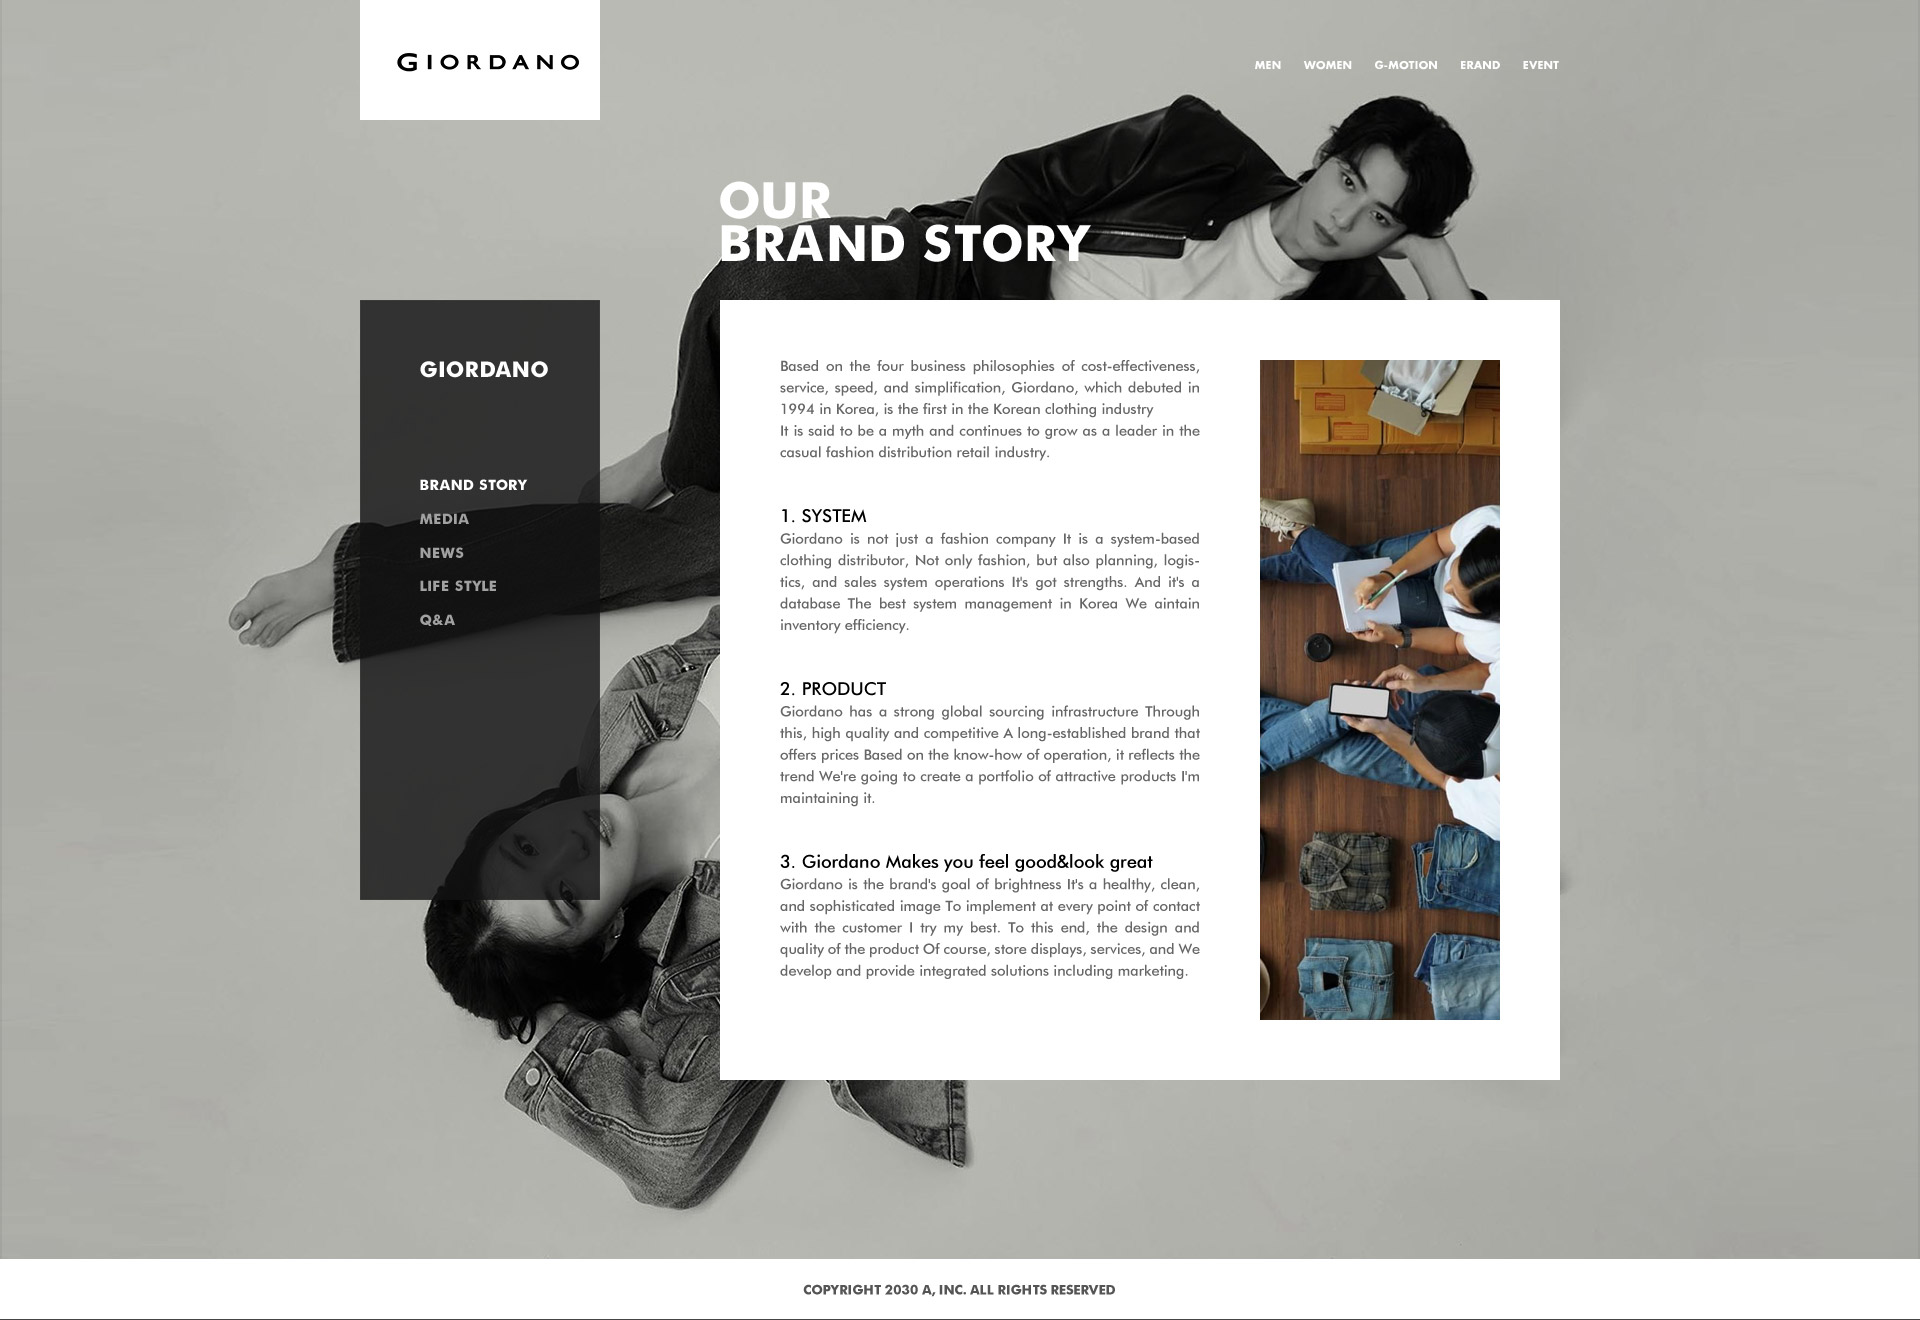 GIORDANO
MEN WOMEN G-MOTION ERAND EVENT
OUR
BRAND STORY
GIORDANO
BRAND STORY
MEDIA
NEWS
LIFE STYLE
Q&A
Based on the four business philosophies of cost-effectiveness,
service, speed, and simplification, Giordano, which debuted in
1994 in Korea, is the first in the Korean clothing industry
It is said to be a myth and continues to grow as a leader in the
casual fashion distribution retail industry.
1. SYSTEM
Giordano is not just a fashion company It is a system-based
clothing distributor, Not only fashion, but also planning, logis-
tics, and sales system operations It's got strengths. And it's a
database The best system management in Korea We aintain
inventory efficiency.
2. PRODUCT
Giordano has a strong global sourcing infrastructure Through
this, high quality and competitive A long-established brand that
offers prices Based on the know-how of operation, it reflects the
trend We're going to create a portfolio of attractive products I'm
maintaining it.
3. Giordano Makes you feel good&look great
Giordano is the brand's goal of brightness It's a healthy, clean,
and sophisticated image To implement at every point of contact
with the customer I try my best. To this end, the design and
quality of the product Of course, store displays, services, and We
develop and provide integrated solutions including marketing.
COPYRIGHT 2030 A, INC. ALL RIGHTS RESERVED